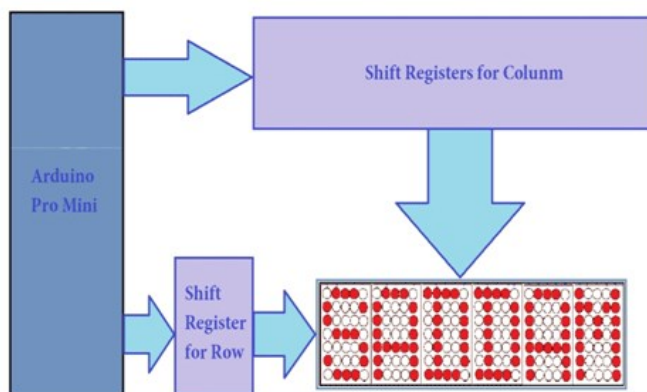 Shift Registers for Colunm
Arduino
Pro Mini
Shift
Register
for Row